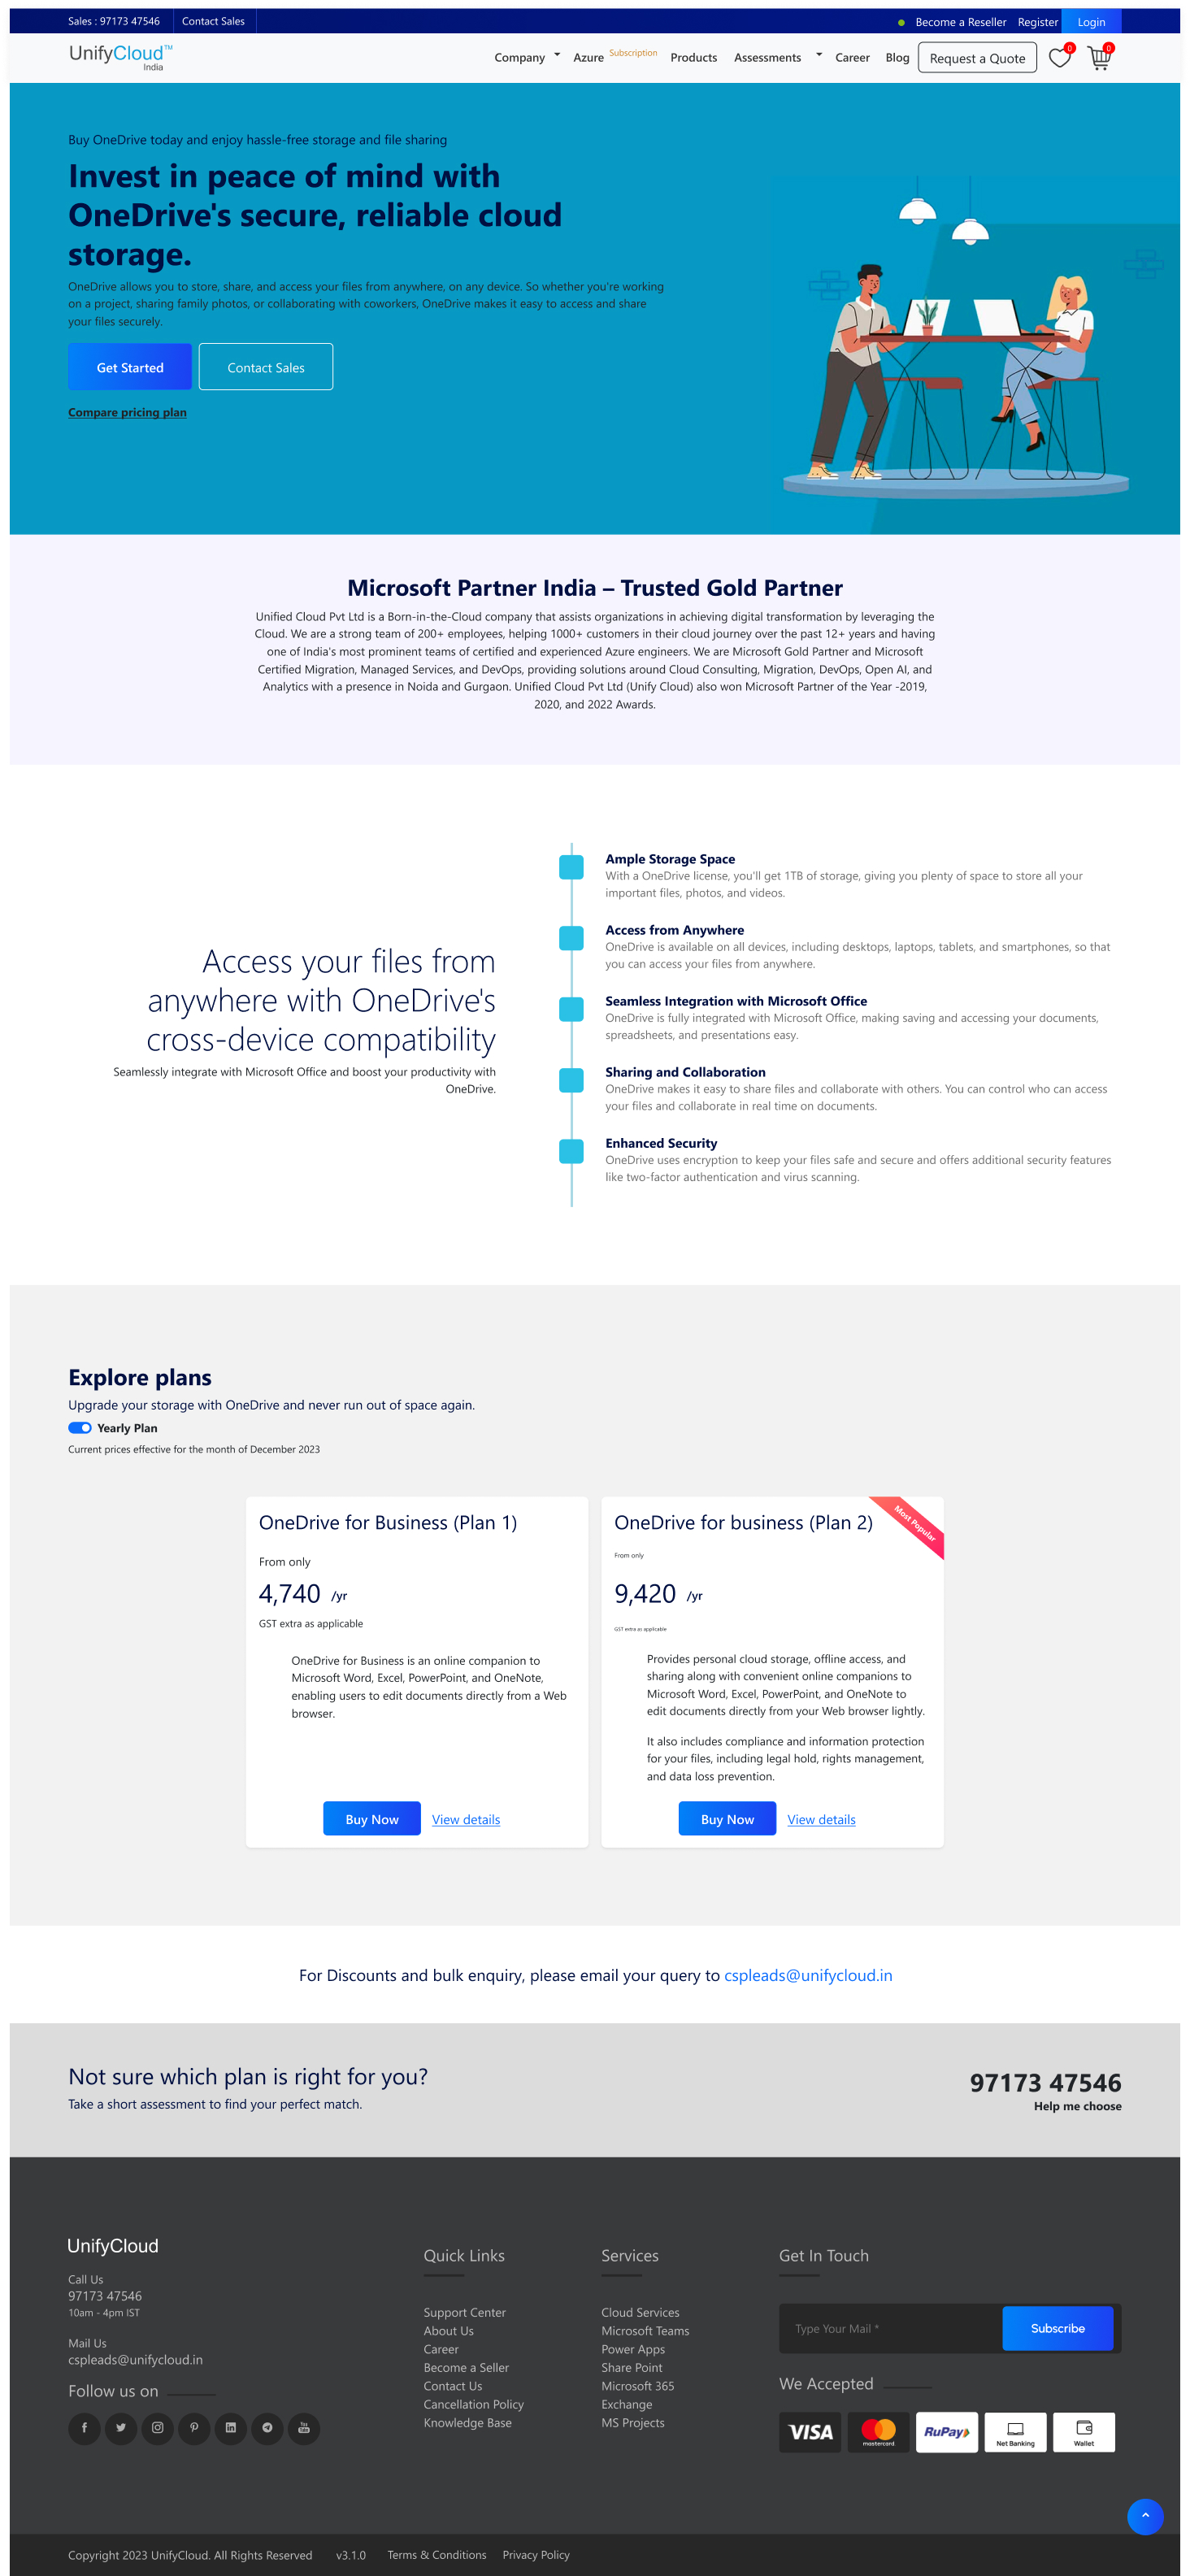 Sales : 97173 47546
Contact Sales
Become a Reseller
Register
Login
UnifyCloud™
India
Company
Azure Subscription
Products
Assessments
Career
Blog
Request a Quote
0
0
Buy OneDrive today and enjoy hassle-free storage and file sharing
Invest in peace of mind with
OneDrive's secure, reliable cloud
storage.
OneDrive allows you to store, share, and access your files from anywhere, on any device. So whether you're working
on a project, sharing family photos, or collaborating with coworkers, OneDrive makes it easy to access and share
your files securely.
Get Started
Contact Sales
Compare pricing plan
Microsoft Partner India – Trusted Gold Partner
Unified Cloud Pvt Ltd is a Born-in-the-Cloud company that assists organizations in achieving digital transformation by leveraging the
Cloud. We are a strong team of 200+ employees, helping 1000+ customers in their cloud journey over the past 12+ years and having
one of India's most prominent teams of certified and experienced Azure engineers. We are Microsoft Gold Partner and Microsoft
Certified Migration, Managed Services, and DevOps, providing solutions around Cloud Consulting, Migration, DevOps, Open AI, and
Analytics with a presence in Noida and Gurgaon. Unified Cloud Pvt Ltd (Unify Cloud) also won Microsoft Partner of the Year -2019,
2020, and 2022 Awards.
Access your files from
anywhere with OneDrive's
cross-device compatibility
Seamlessly integrate with Microsoft Office and boost your productivity with
OneDrive.
Ample Storage Space
With a OneDrive license, you'll get 1TB of storage, giving you plenty of space to store all your
important files, photos, and videos.
Access from Anywhere
OneDrive is available on all devices, including desktops, laptops, tablets, and smartphones, so that
you can access your files from anywhere.
Seamless Integration with Microsoft Office
OneDrive is fully integrated with Microsoft Office, making saving and accessing your documents,
spreadsheets, and presentations easy.
Sharing and Collaboration
OneDrive makes it easy to share files and collaborate with others. You can control who can access
your files and collaborate in real time on documents.
Enhanced Security
OneDrive uses encryption to keep your files safe and secure and offers additional security features
like two-factor authentication and virus scanning.
Explore plans
Upgrade your storage with OneDrive and never run out of space again.
Yearly Plan
Current prices effective for the month of December 2023
OneDrive for Business (Plan 1)
From only
4,740 /yr
GST extra as applicable
OneDrive for Business is an online companion to
Microsoft Word, Excel, PowerPoint, and OneNote,
enabling users to edit documents directly from a Web
browser.
Buy Now
View details
OneDrive for business (Plan 2)
Most Popular
From only
9,420 /yr
GST extra as applicable
Provides personal cloud storage, offline access, and
sharing along with convenient online companions to
Microsoft Word, Excel, PowerPoint, and OneNote to
edit documents directly from your Web browser lightly.
It also includes compliance and information protection
for your files, including legal hold, rights management,
and data loss prevention.
Buy Now
View details
For Discounts and bulk enquiry, please email your query to cspleads@unifycloud.in
Not sure which plan is right for you?
Take a short assessment to find your perfect match.
97173 47546
Help me choose
UnifyCloud
Call Us
97173 47546
10am - 4pm IST
Mail Us
cspleads@unifycloud.in
Follow us on
Quick Links
Support Center
About Us
Career
Become a Seller
Contact Us
Cancellation Policy
Knowledge Base
Services
Cloud Services
Microsoft Teams
Power Apps
Share Point
Microsoft 365
Exchange
MS Projects
Get In Touch
Type Your Mail *
Subscribe
We Accepted
VISA
mastercard
RuPay
Net Banking
Wallet
Copyright 2023 UnifyCloud. All Rights Reserved
v3.1.0
Terms & Conditions
Privacy Policy